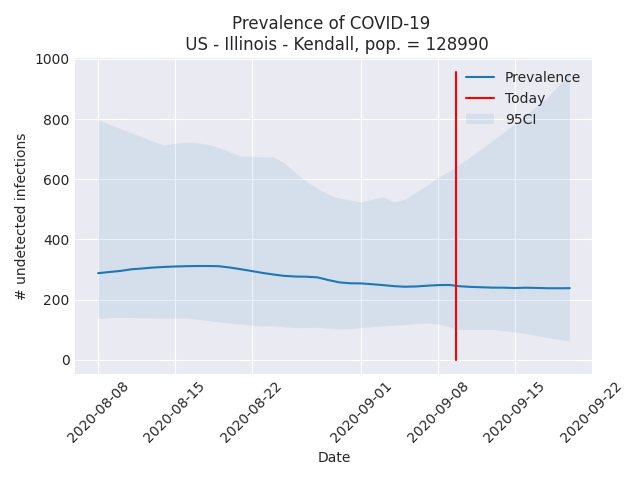 Prevalence of COVID-19
US - Illinois - Kendall, pop. = 128990
1000
800
600
400
200
0
# undetected infections
Prevalence
Today
95CI
2020-08-08
2020-08-15
2020-08-22
2020-09-01
2020-09-08
2020-09-15
2020-09-22
Date